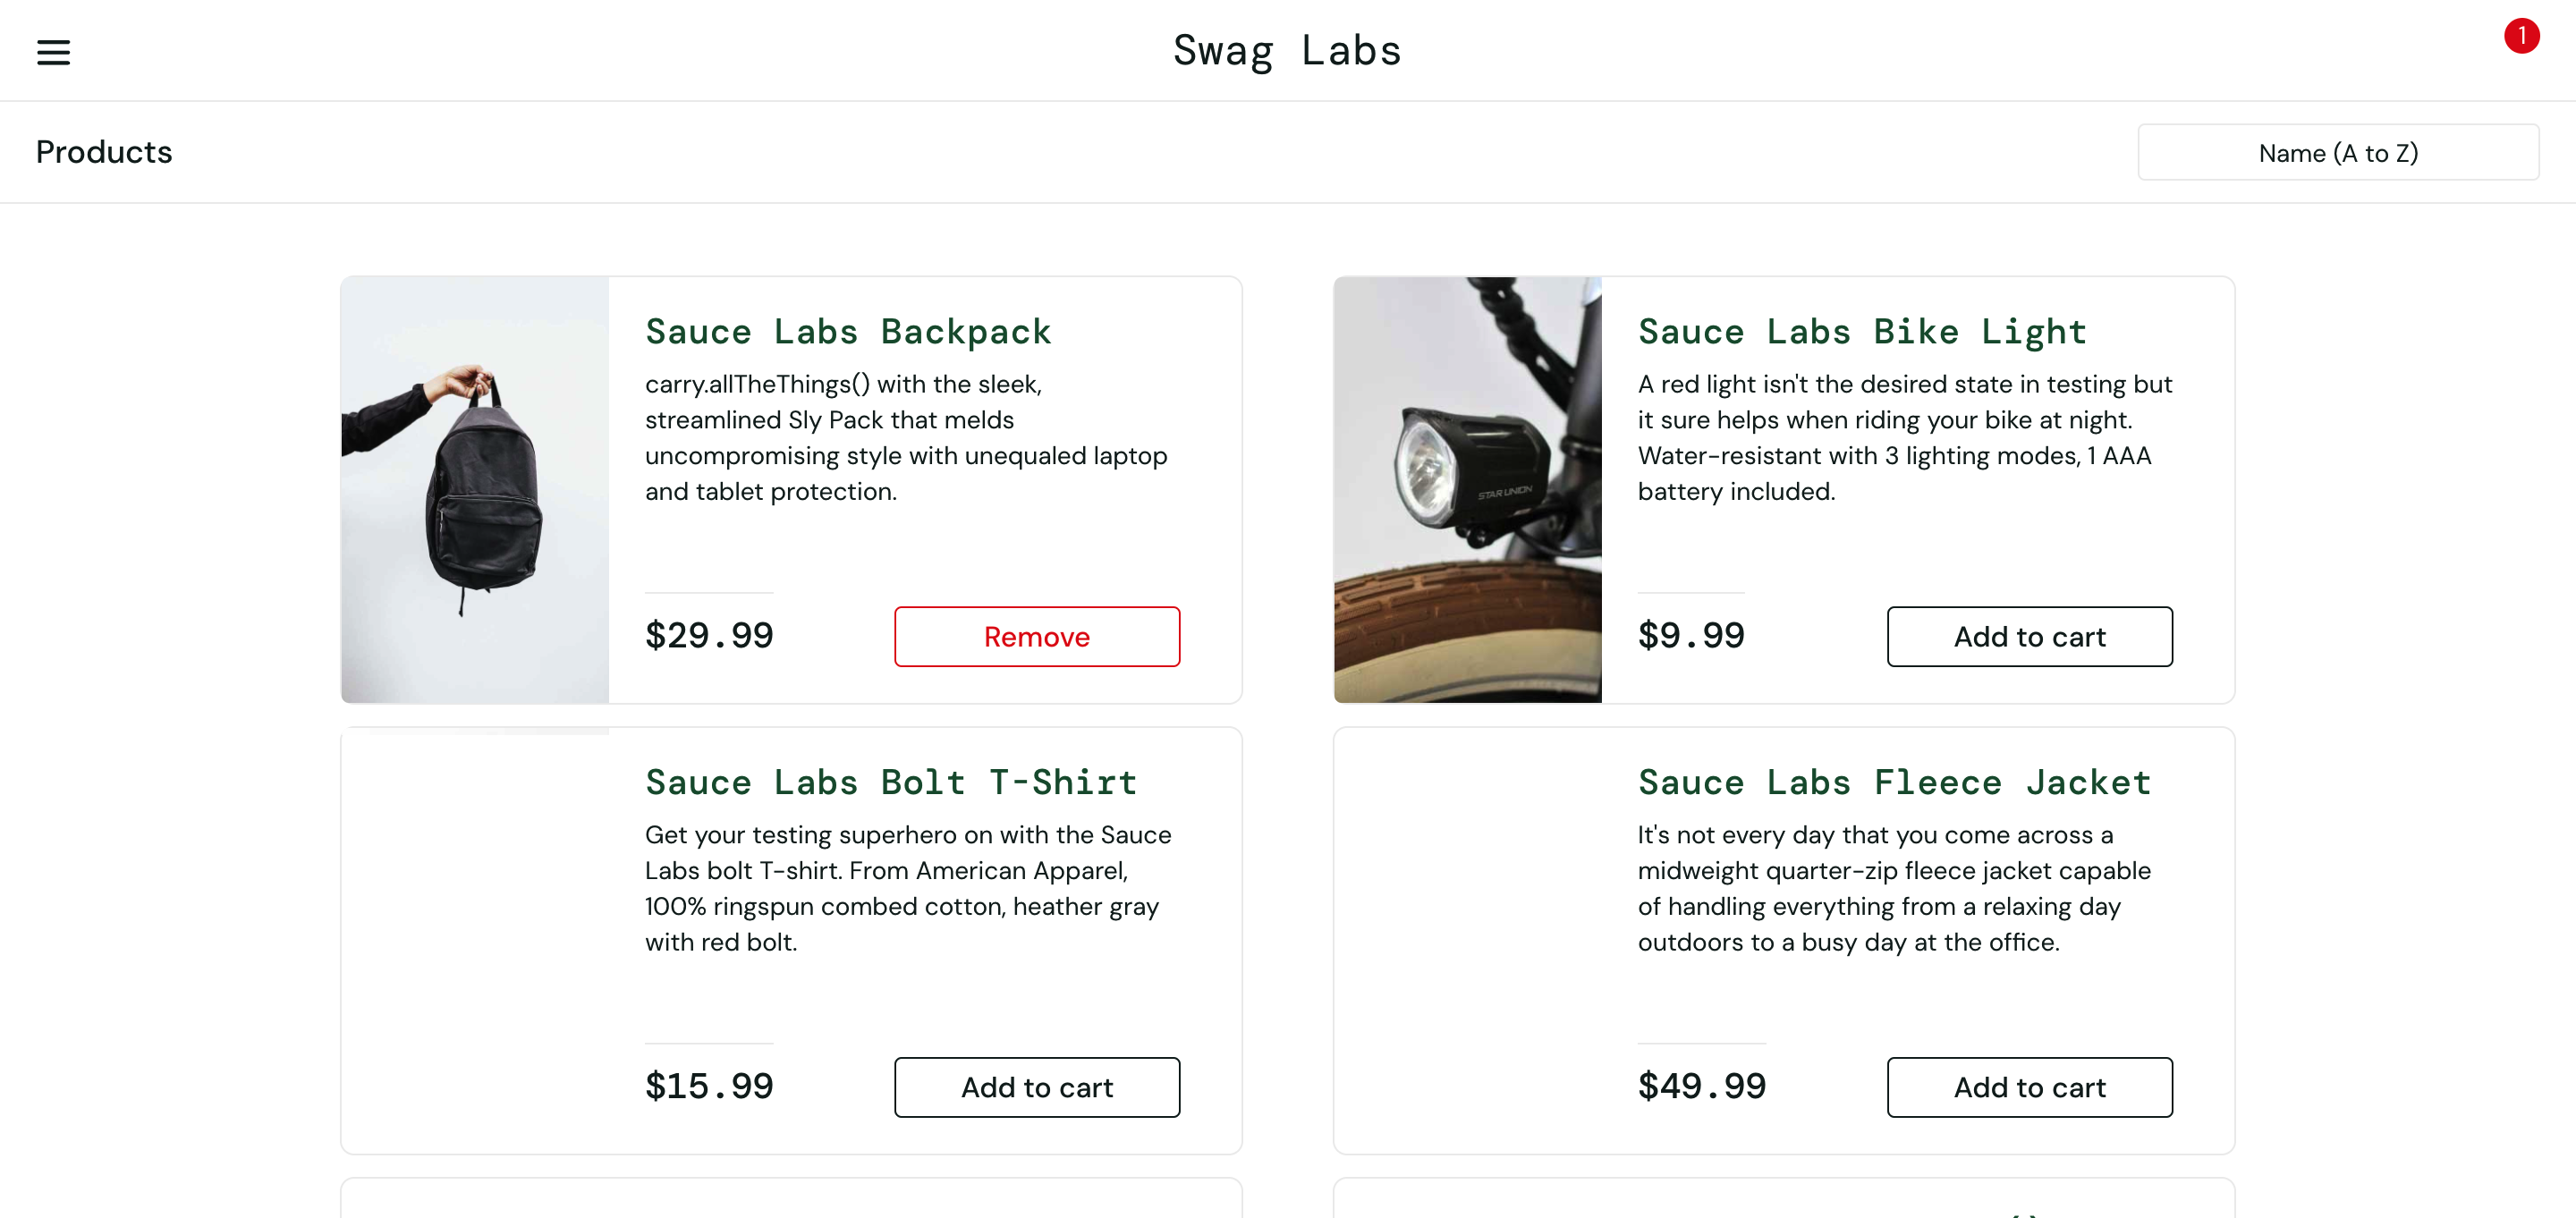 Swag Labs
1
Products
Name (A to Z)
Sauce Labs Backpack
carry.allTheThings() with the sleek,
streamlined Sly Pack that melds
uncompromising style with unequaled laptop
and tablet protection.
$29.99
Remove
STAR UNION
Sauce Labs Bike Light
A red light isn't the desired state in testing but
it sure helps when riding your bike at night.
Water-resistant with 3 lighting modes, 1 AAA
battery included.
$9.99
Add to cart
Sauce Labs Bolt T-Shirt
Get your testing superhero on with the Sauce
Labs bolt T-shirt. From American Apparel,
100% ringspun combed cotton, heather gray
with red bolt.
$15.99
Add to cart
Sauce Labs Fleece Jacket
It's not every day that you come across a
midweight quarter-zip fleece jacket capable
of handling everything from a relaxing day
outdoors to a busy day at the office.
$49.99
Add to cart